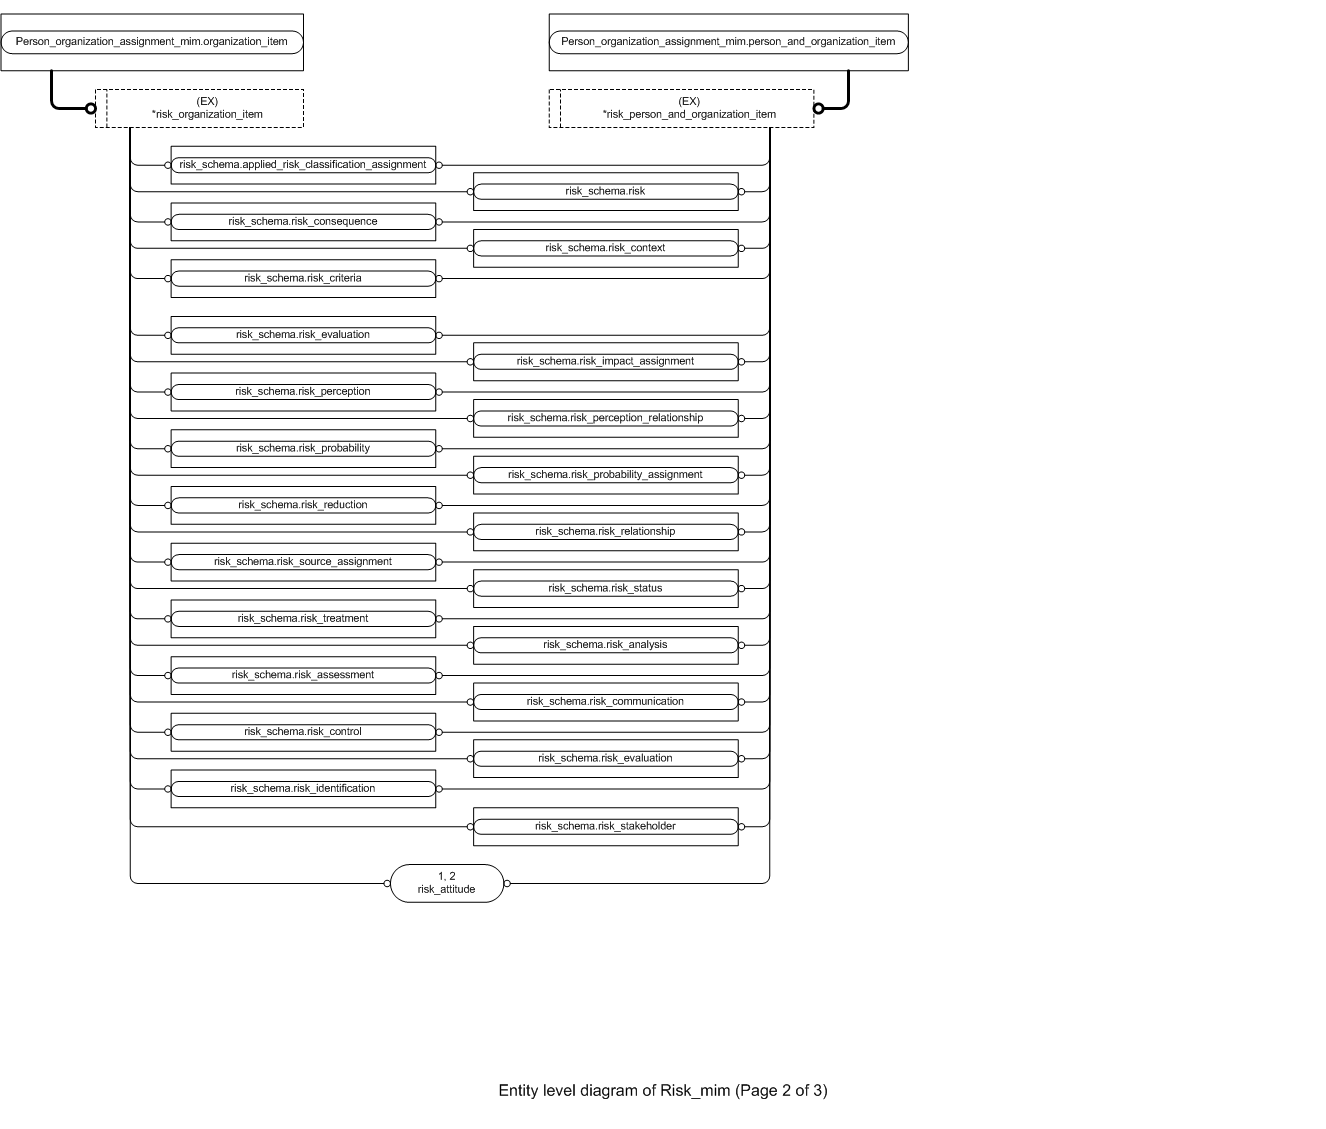 Person_organization_assignment_mim.organization_item
Person_organization_assignment_mim.person_and_organization_item
(EX)
*risk_organization_item
(EX)
*risk_person_and_organization_item
risk_schema.applied_risk_classification_assignment
risk_schema.risk
risk_schema.risk_consequence
risk_schema.risk_context
risk_schema.risk_criteria
risk_schema.risk_evaluation
risk_schema.risk_impact_assignment
risk_schema.risk_perception
risk_schema.risk_perception_relationship
risk_schema.risk_probability
risk_schema.risk_probability_assignment
risk_schema.risk_reduction
risk_schema.risk_relationship
risk_schema.risk_source_assignment
risk_schema.risk_status
risk_schema.risk_treatment
risk_schema.risk_analysis
risk_schema.risk_assessment
risk_schema.risk_communication
risk_schema.risk_control
risk_schema.risk_evaluation
risk_schema.risk_identification
risk_schema.risk_stakeholder
1, 2
risk_attitude
Entity level diagram of Risk_mim (Page 2 of 3)